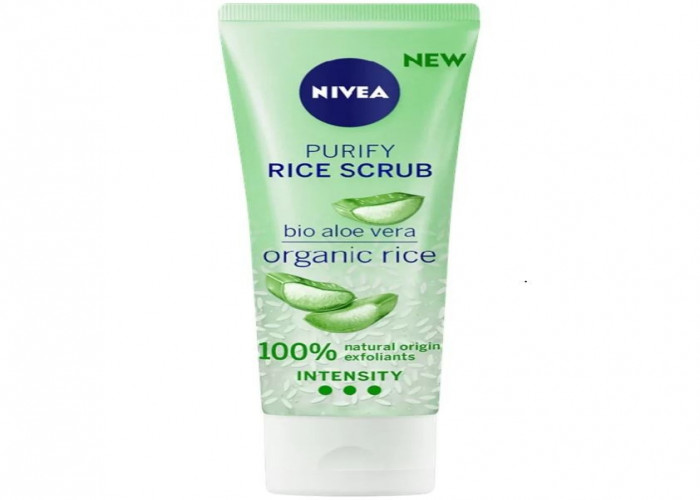 NEW
NIVEA
PURIFY
RICE SCRUB
bio aloe vera
organic rice
100% natural origin
exfoliants
INTENSITY